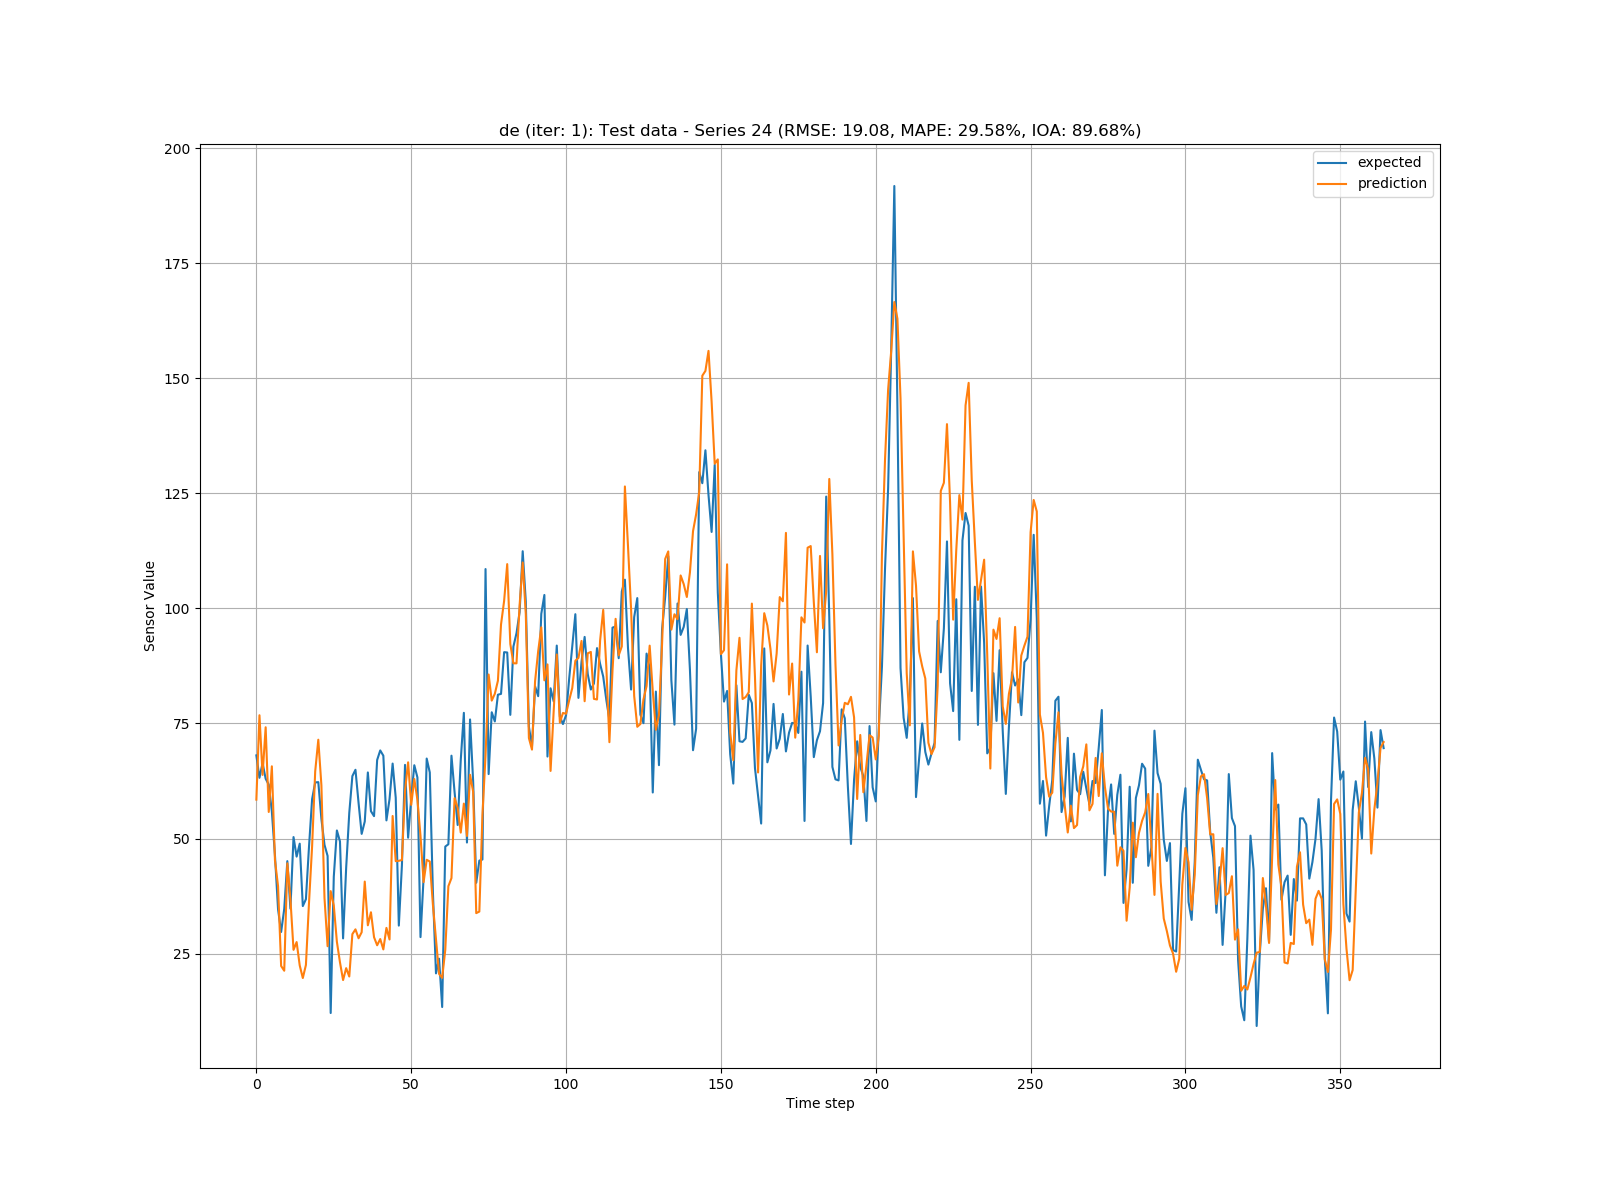 de (iter: 1): Test data - Series 24 (RMSE: 19.08, MAPE: 29.58%, IOA: 89.68%)
expected
prediction
200
175
150
125
100
75
50
25
Sensor Value
0 50 100 150 200 250 300 350
Time step